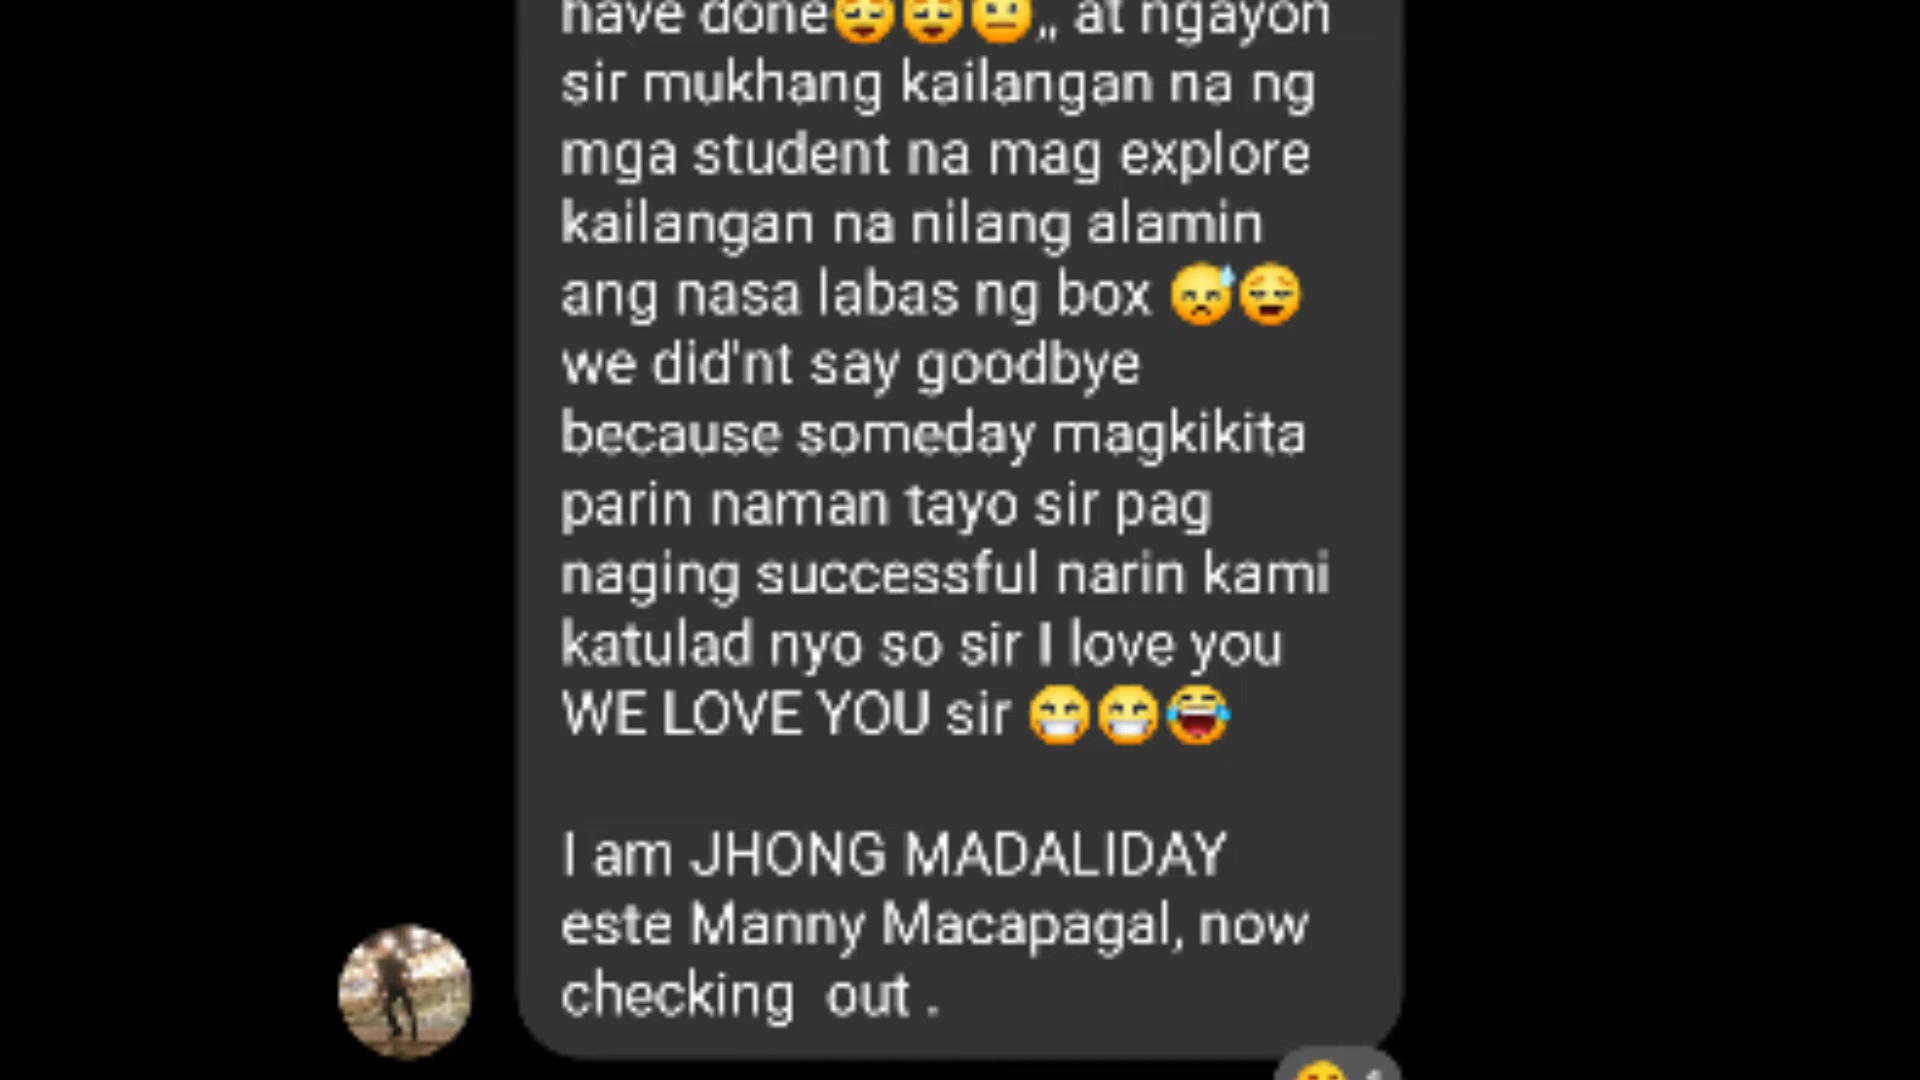 have done😩😩😐,, at ngayon
sir mukhang kailangan na ng
mga student na mag explore
kailangan na nilang alamin
ang nasa labas ng box 😓😩
we did'nt say goodbye
because someday magkikita
parin naman tayo sir pag
naging successful narin kami
katulad nyo so sir I love you
WE LOVE YOU sir 😁😁😂
I am JHONG MADALIDAY
este Manny Macapagal, now
checking  out .